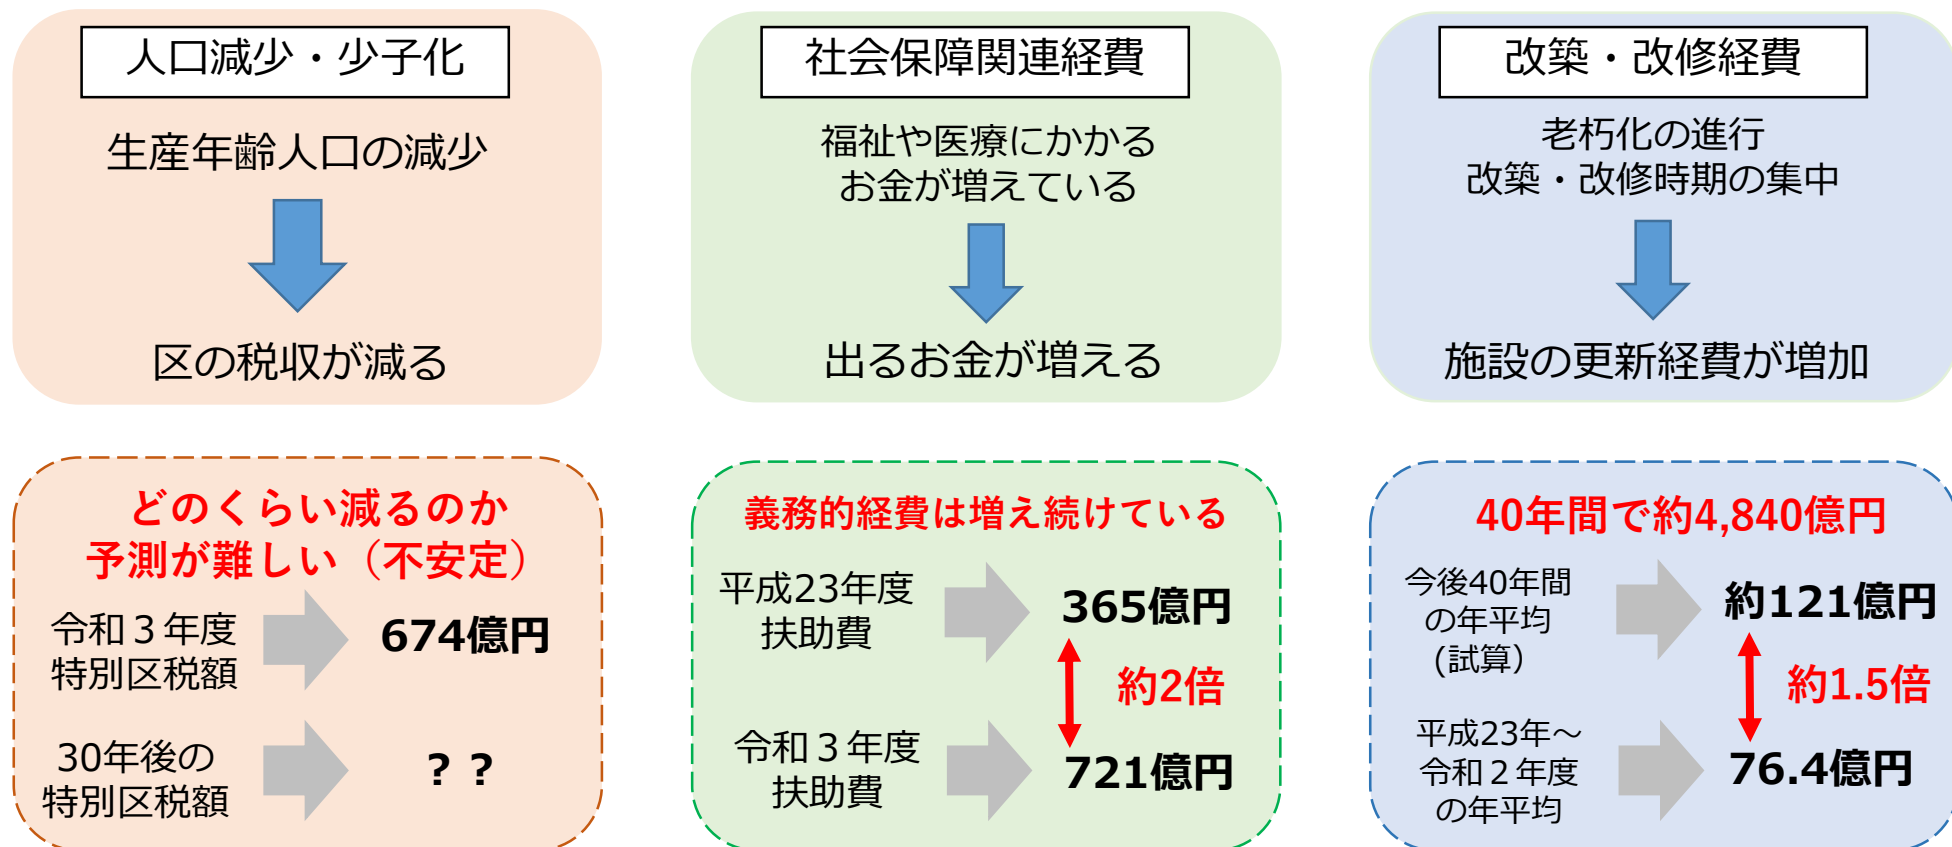 人口減少・少子化
生産年齢人口の減少
区の税収が減る
社会保障関連経費
福祉や医療にかかる
お金が増えている
出るお金が増える
改築・改修経費
老朽化の進行
改築・改修時期の集中
施設の更新経費が増加
どのくらい減るのか
予測が難しい（不安定）
令和３年度
特別区税額
674億円
30年後の
特別区税額
？？
義務的経費は増え続けている
平成23年度
扶助費
365億円
約2倍
令和３年度
扶助費
721億円
40年間で約4,840億円
今後40年間
の年平均
(試算）
約121億円
約1.5倍
平成23年～
令和２年度
の年平均
76.4億円